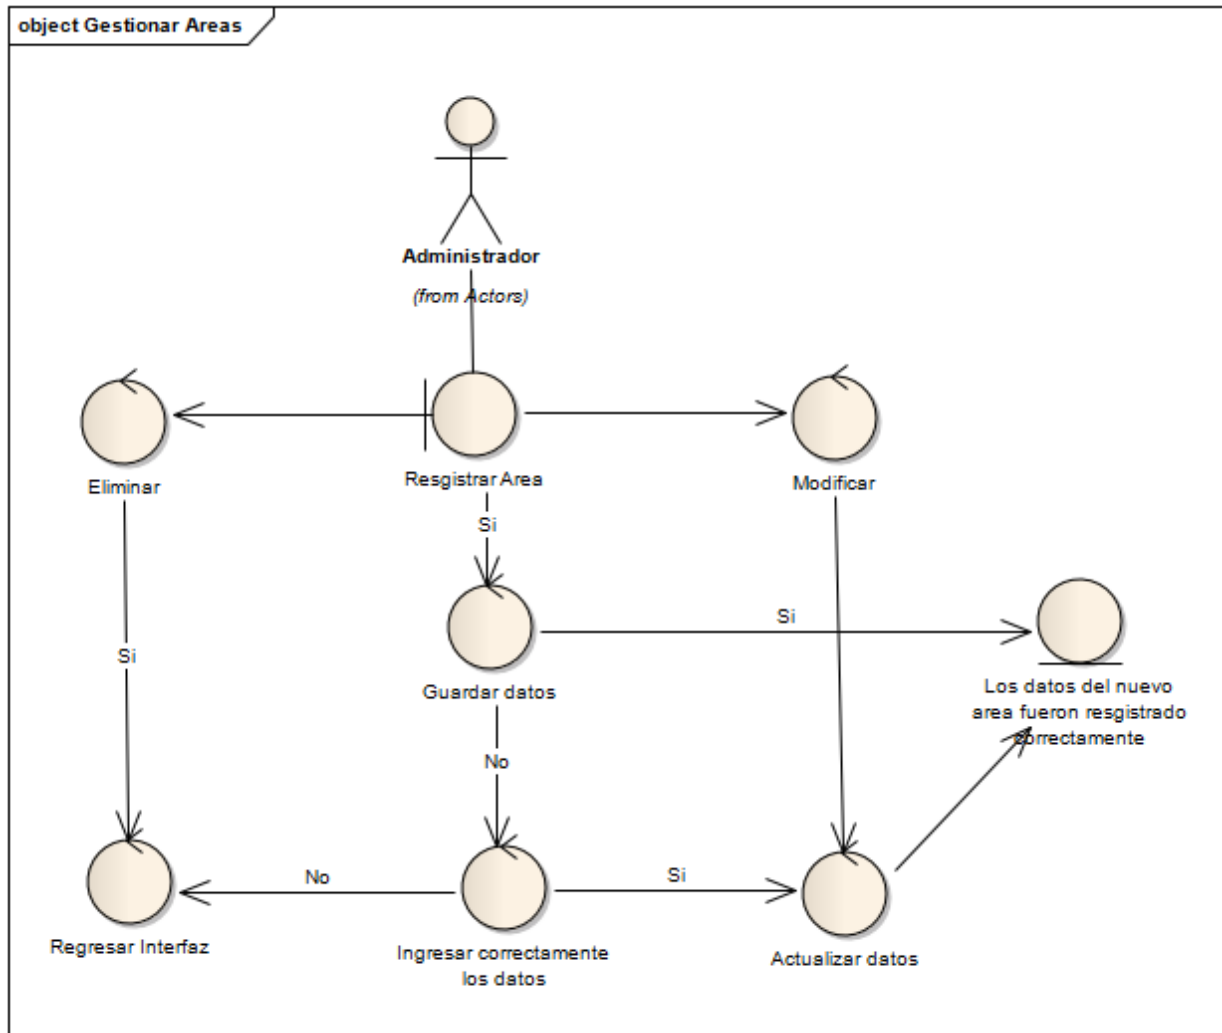 object Gestionar Areas
Administrador
(from Actors)
Eliminar
Resgistrar Area
Modificar
Si
Si
Guardar datos
Los datos del nuevo
area fueron resgistrado
correctamente
Si
No
No
Si
Regresar Interfaz
Ingresar correctamente
los datos
Actualizar datos